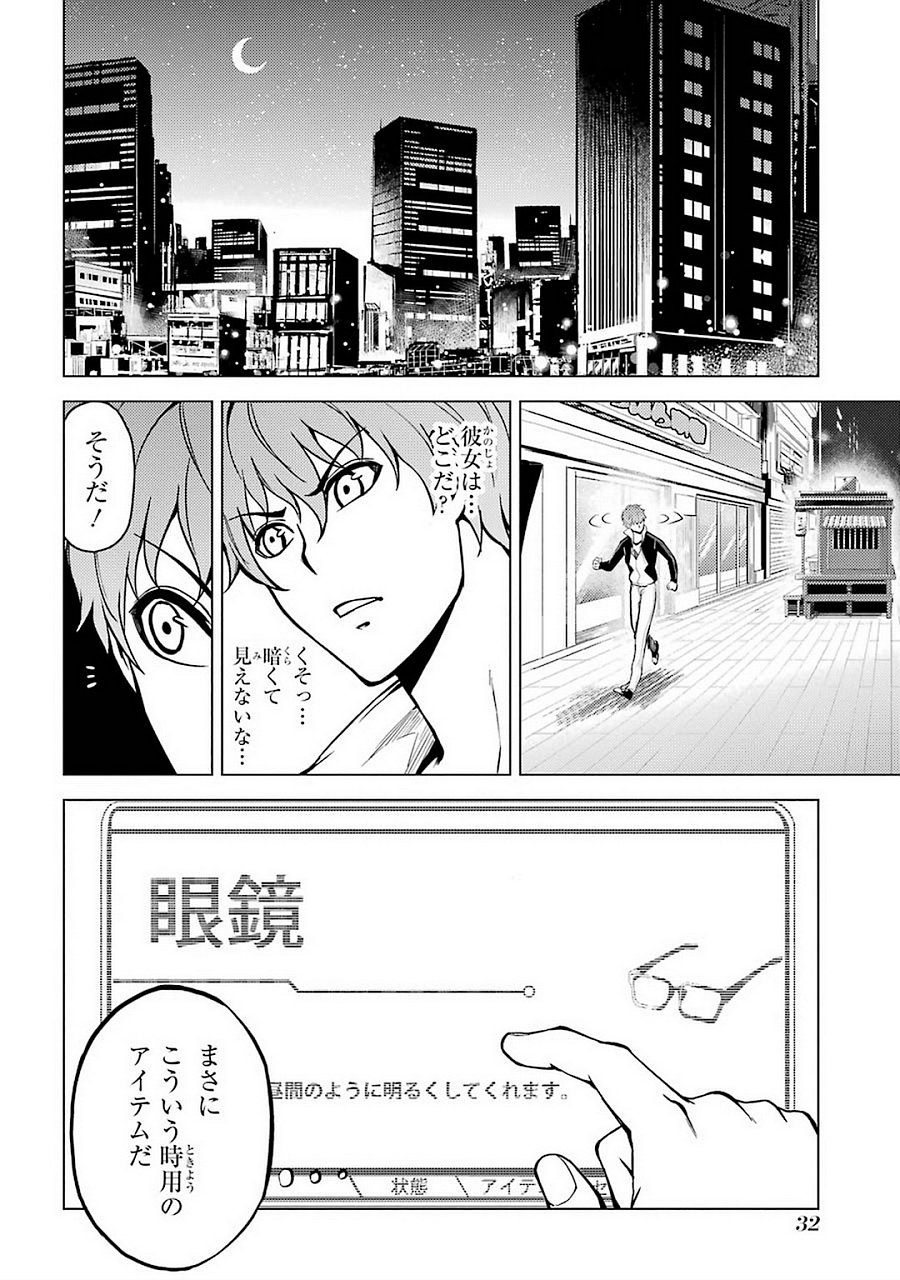 彼女は…
どこだ?
くそっ…
暗くて
見えないな…
そうだ!
眼鏡
昼間のように明るくしてくれます。
状態
アイテ
セ
まさに
こういう時用の
アイテムだ
32